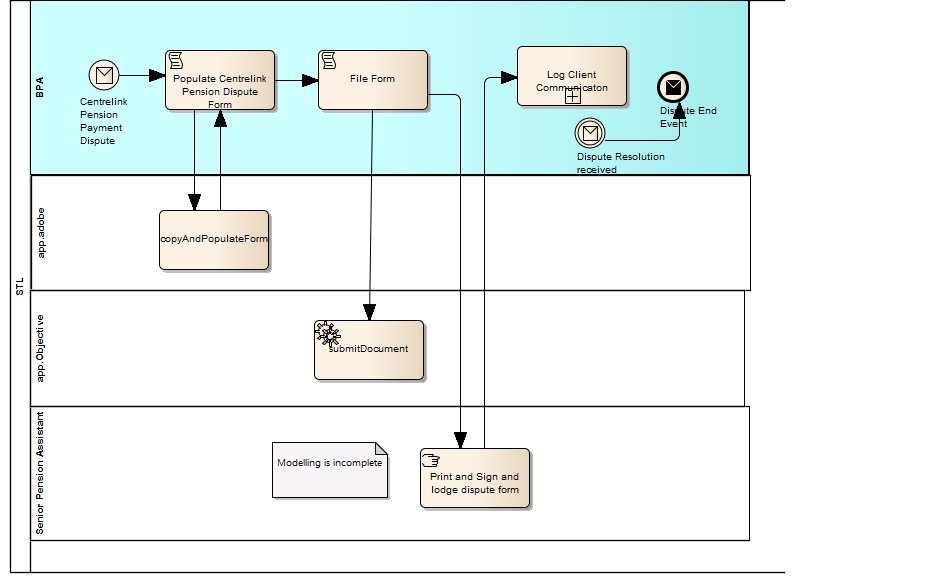 STL
BPA
Centrelink
Pension
Payment
Dispute
Populate Centrelink
Pension Dispute
Form
File Form
Log Client
Communicaton
Dispute End
Event
Dispute Resolution
received
app.adobe
copyAndPopulateForm
app.Objective
submitDocument
Senior Pension Assistant
Modelling is incomplete
Print and Sign and
lodge dispute form